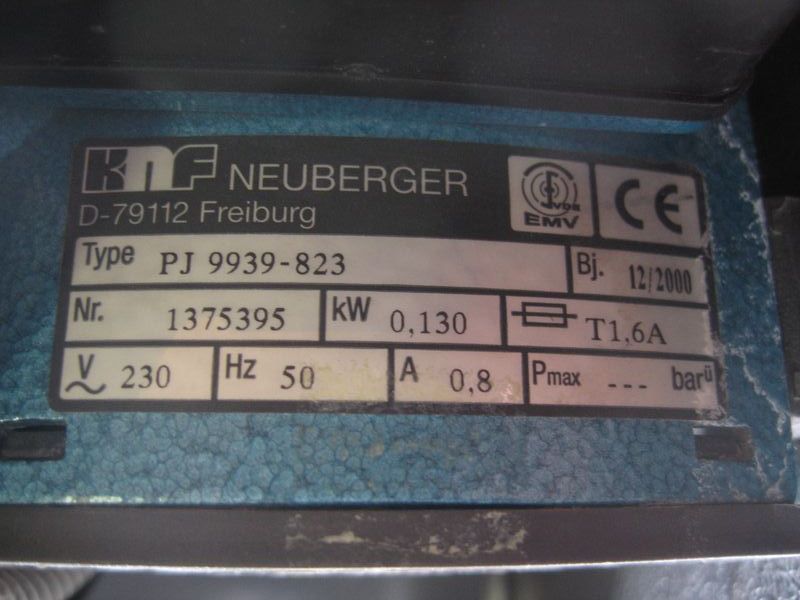 KNF NEUBERGER
D-79112 Freiburg
VDE
EMV
CE
Type PJ 9939-823
Bj. 12/2000
Nr. 1375395
kW 0,130
T1,6A
V ~ 230
Hz 50
A 0,8
Pmax --- barü